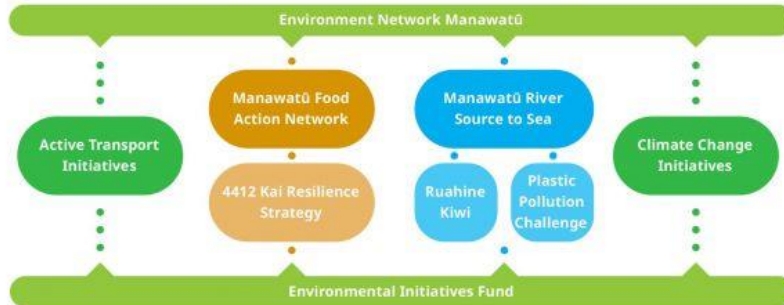 Environment Network Manawatū
Manawatū Food
Action Network
Manawatū River
Source to Sea
Active Transport
Initiatives
Climate Change
Initiatives
4412 Kai Resilience
Strategy
Ruahine
Kiwi
Plastic
Pollution
Challenge
Environmental Initiatives Fund